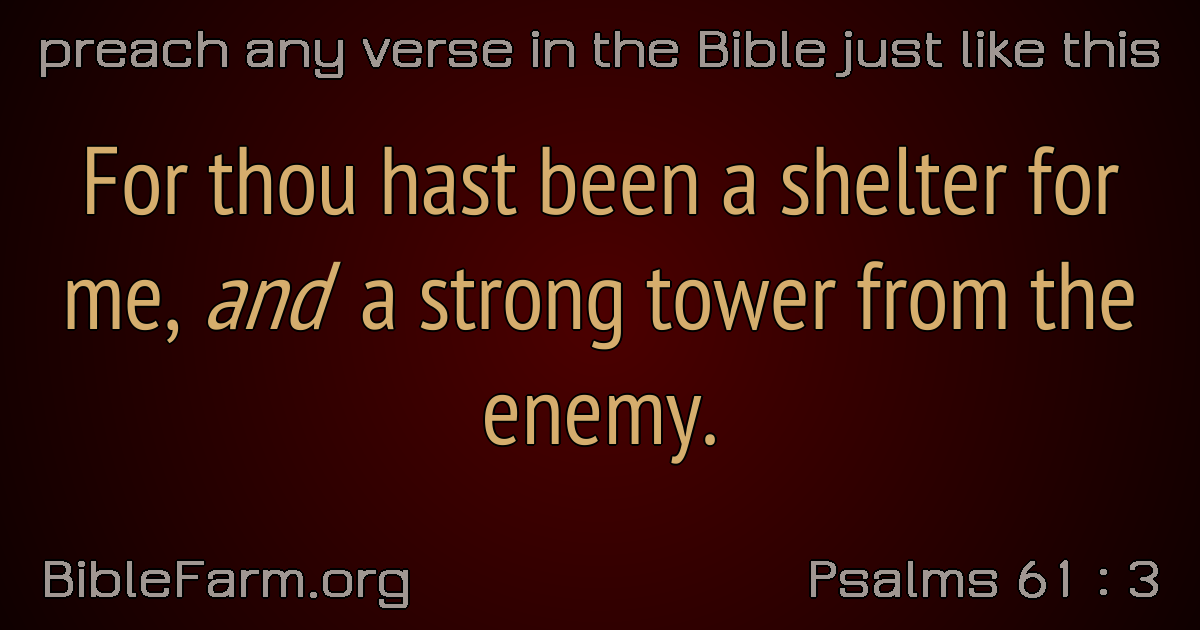 preach any verse in the Bible just like this
For thou hast been a shelter for
me, and a strong tower from the
enemy.
BibleFarm.org
Psalms 61 : 3